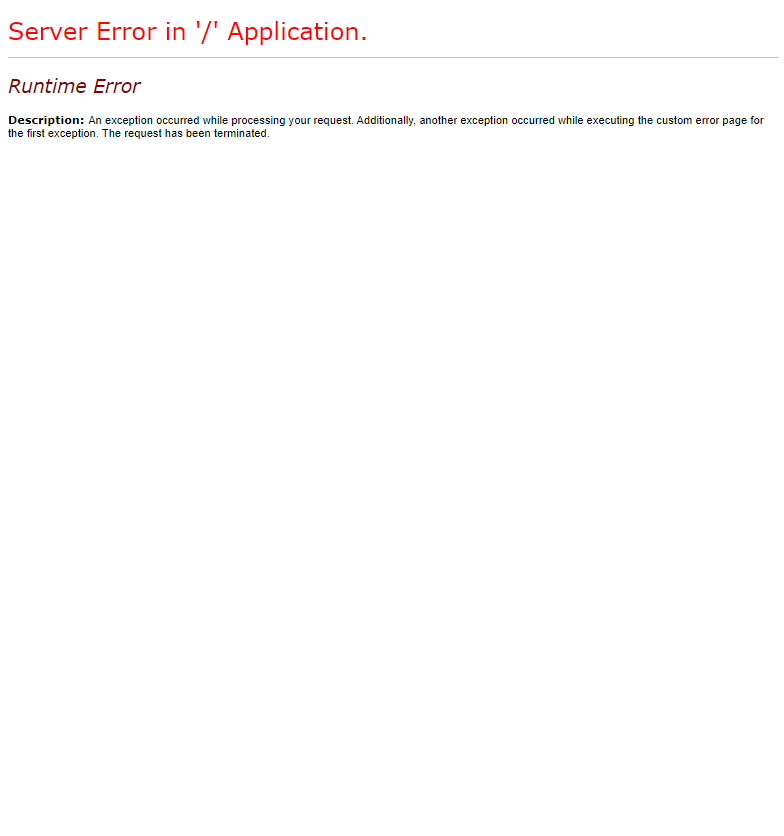 Server Error in '/' Application.
Runtime Error
Description: An exception occurred while processing your request. Additionally, another exception occurred while executing the custom error page for
the first exception. The request has been terminated.